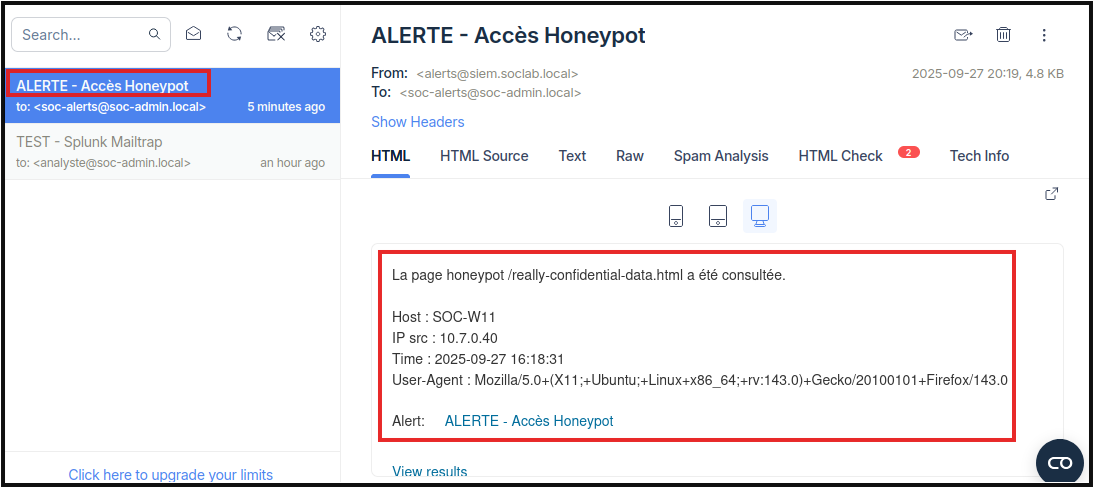 Search...
ALERTE - Accès Honeypot
to: <soc-alerts@soc-admin.local> 5 minutes ago
TEST - Splunk Mailtrap
to: <analyste@soc-admin.local> an hour ago
Click here to upgrade your limits
ALERTE - Accès Honeypot
From: <alerts@siem.soclab.local> 2025-09-27 20:19, 4.8 KB
To: <soc-alerts@soc-admin.local>
Show Headers
HTML HTML Source Text Raw Spam Analysis HTML Check 2 Tech Info
La page honeypot /really-confidential-data.html a été consultée.
Host : SOC-W11
IP src : 10.7.0.40
Time : 2025-09-27 16:18:31
User-Agent : Mozilla/5.0+(X11;+Ubuntu;+Linux+x86_64;+rv:143.0)+Gecko/20100101+Firefox/143.0
Alert: ALERTE - Accès Honeypot
View results